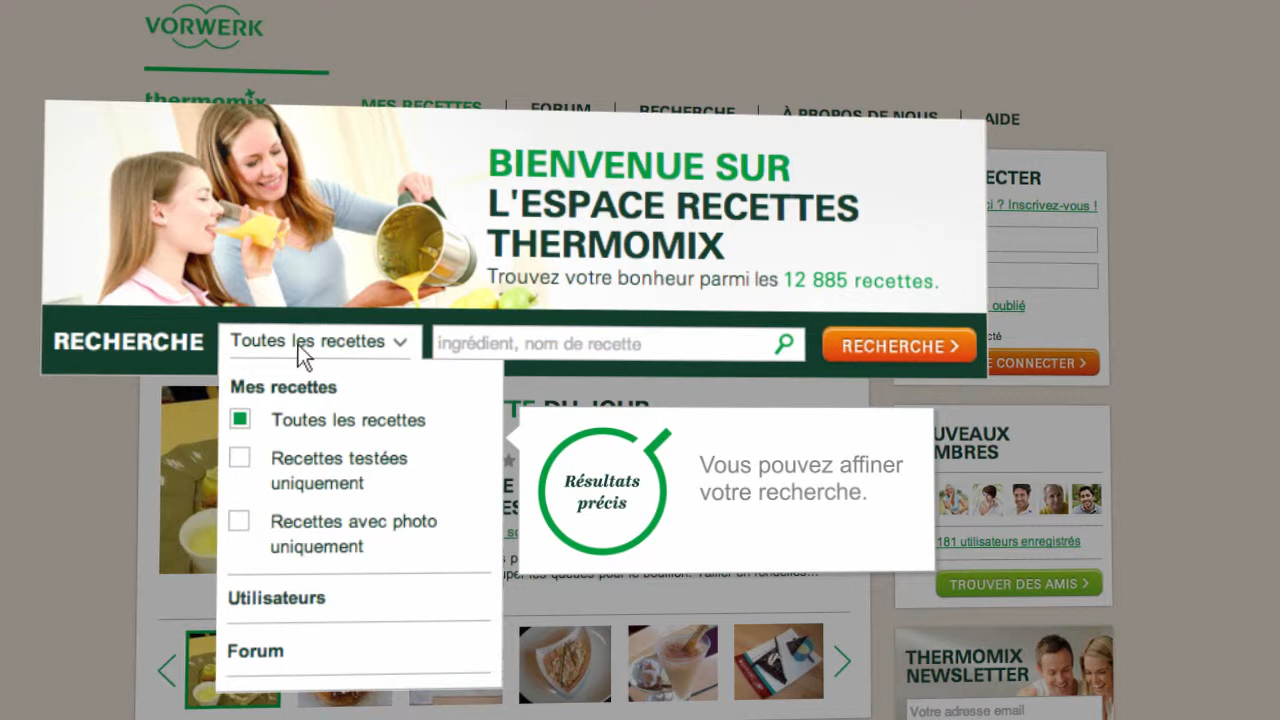 VORWERK
thermomix
MES RECETTES
FORUM
RECHERCHE
À PROPOS DE NOUS
AIDE
BIENVENUE SUR
L'ESPACE RECETTES
THERMOMIX
Trouvez votre bonheur parmi les 12 885 recettes.
RECHERCHE
Toutes les recettes
ingrédient, nom de recette
RECHERCHE >
Mes recettes
Toutes les recettes
Recettes testées
uniquement
Recettes avec photo
uniquement
Utilisateurs
Forum
DU JOUR
Résultats
précis
Vous pouvez affiner
votre recherche.
? Inscrivez-vous !
oublié
CONNECTER >
181 utilisateurs enregistrés
TROUVER DES AMIS >
THERMOMIX
NEWSLETTER
Votre adresse email